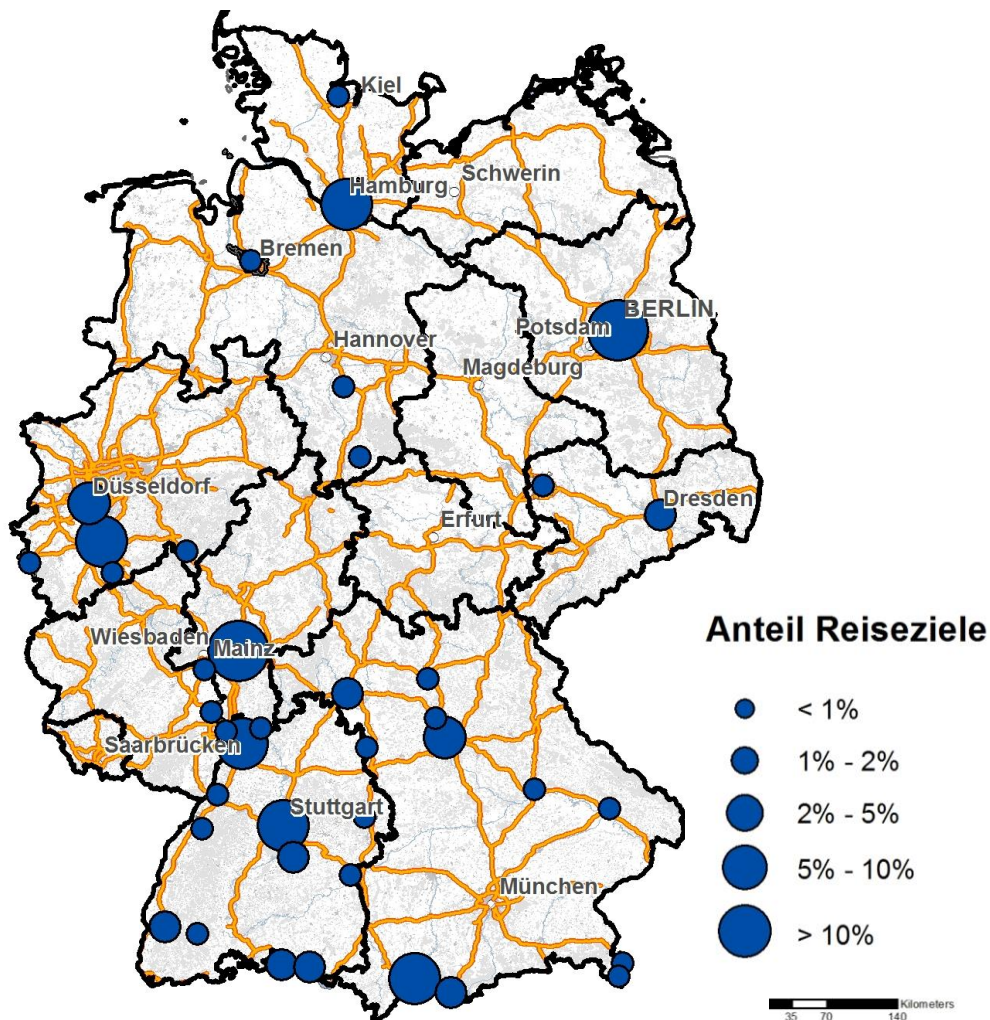 Kiel
Schwerin
Hamburg
Bremen
BERLIN
Potsdam
Hannover
Magdeburg
Düsseldorf
Dresden
Erfurt
Wiesbaden
Mainz
Saarbrücken
Stuttgart
München
Anteil Reiseziele
< 1%
1% - 2%
2% - 5%
5% - 10%
> 10%
Kilometers
35 70 140